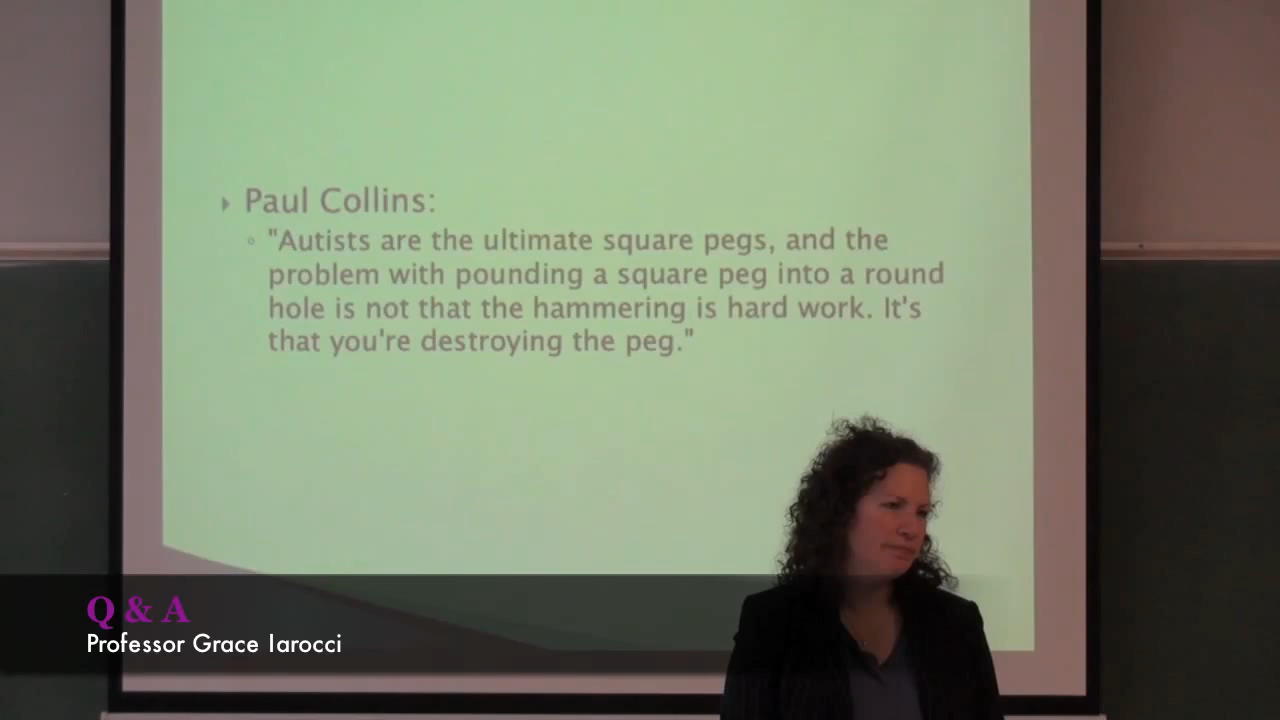 Paul Collins:
"Autists are the ultimate square pegs, and the
problem with pounding a square peg into a round
hole is not that the hammering is hard work. It's
that you're destroying the peg."
Q & A
Professor Grace Iarocci